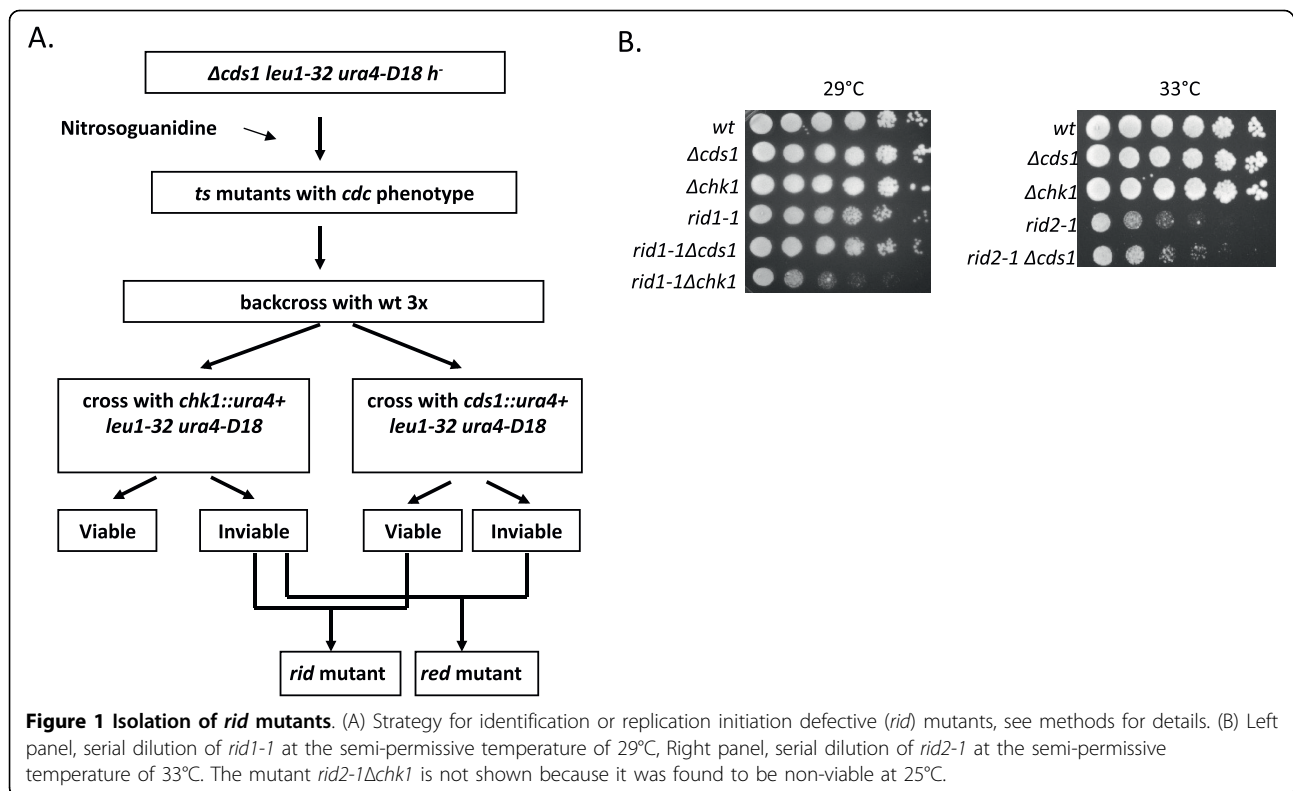 A.
Δcds1 leu1-32 ura4-D18 h-
Nitrosoguanidine
ts mutants with cdc phenotype
backcross with wt 3x
cross with chk1::ura4+
leu1-32 ura4-D18
cross with cds1::ura4+
leu1-32 ura4-D18
Viable
Inviable
Viable
Inviable
rid mutant
red mutant
B.
29°C
wt
Δcds1
Δchk1
rid1-1
rid1-1Δcds1
rid1-1Δchk1
33°C
wt
Δcds1
Δchk1
rid2-1
rid2-1 Δcds1
Figure 1 Isolation of rid mutants. (A) Strategy for identification or replication initiation defective (rid) mutants, see methods for details. (B) Left
panel, serial dilution of rid1-1 at the semi-permissive temperature of 29°C, Right panel, serial dilution of rid2-1 at the semi-permissive
temperature of 33°C. The mutant rid2-1Δchk1 is not shown because it was found to be non-viable at 25°C.